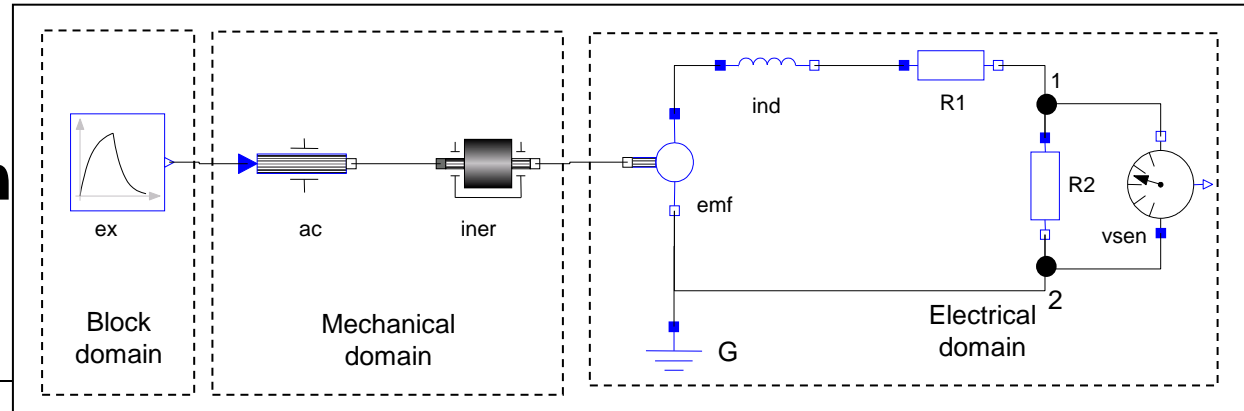 ex
ac
iner
emf
ind
R1
1
R2
vsen
2
G
Block
domain
Mechanical
domain
Electrical
domain